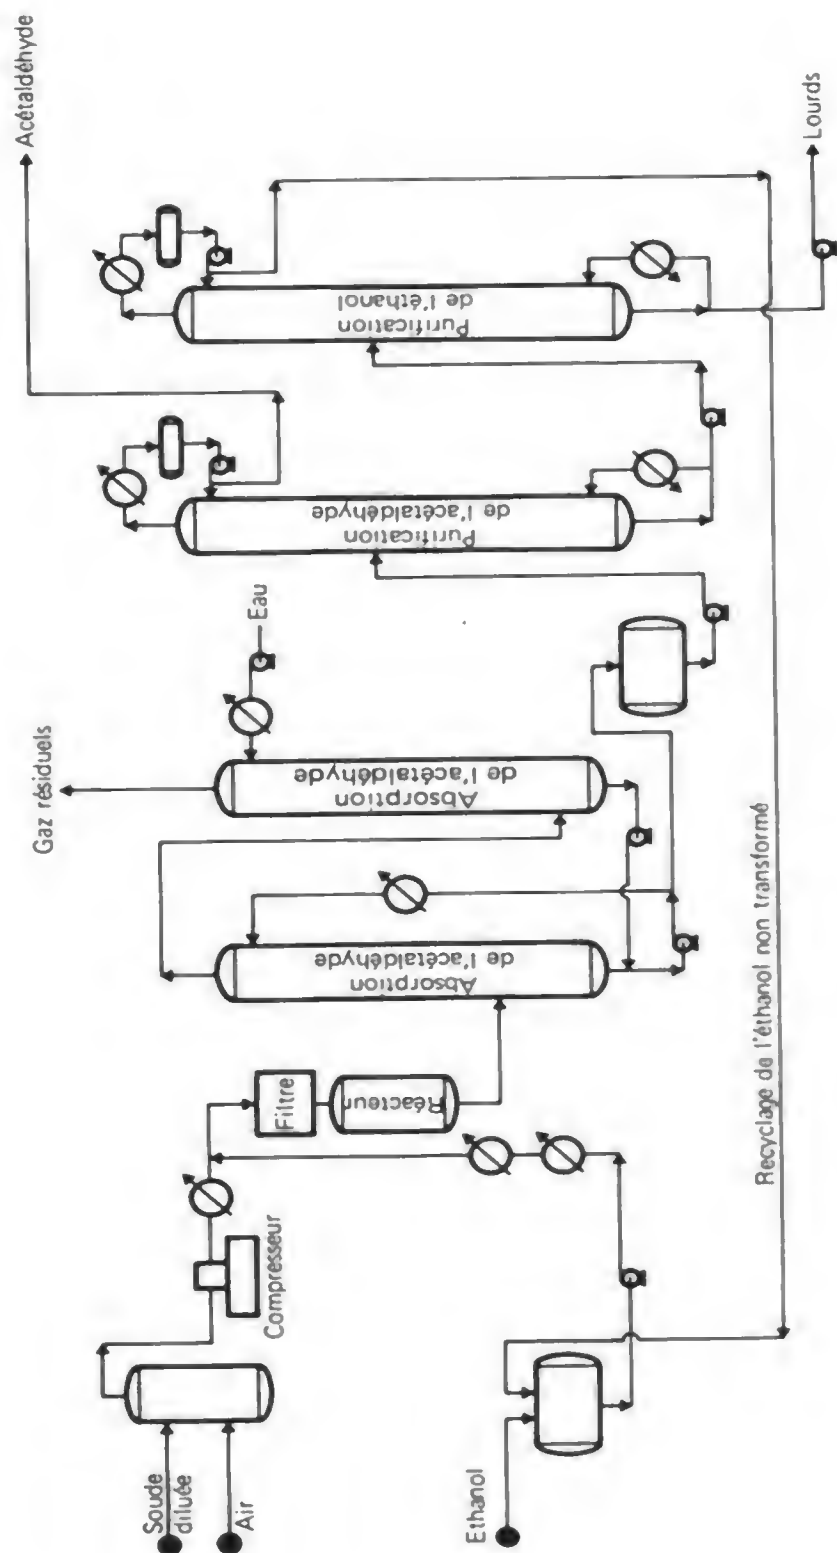 Soude
diluée
Air
Ethanol
Compresseur
Filtre
Réacteur
Absorption
de l'acétaldéhyde
Gaz résiduels
Absorption
de l'acétaldéhyde
Eau
Purification
de l'acétaldéhyde
Acétaldéhyde
Purification
de l'éthanol
Lourds
Recyclage de l'éthanol non transformé